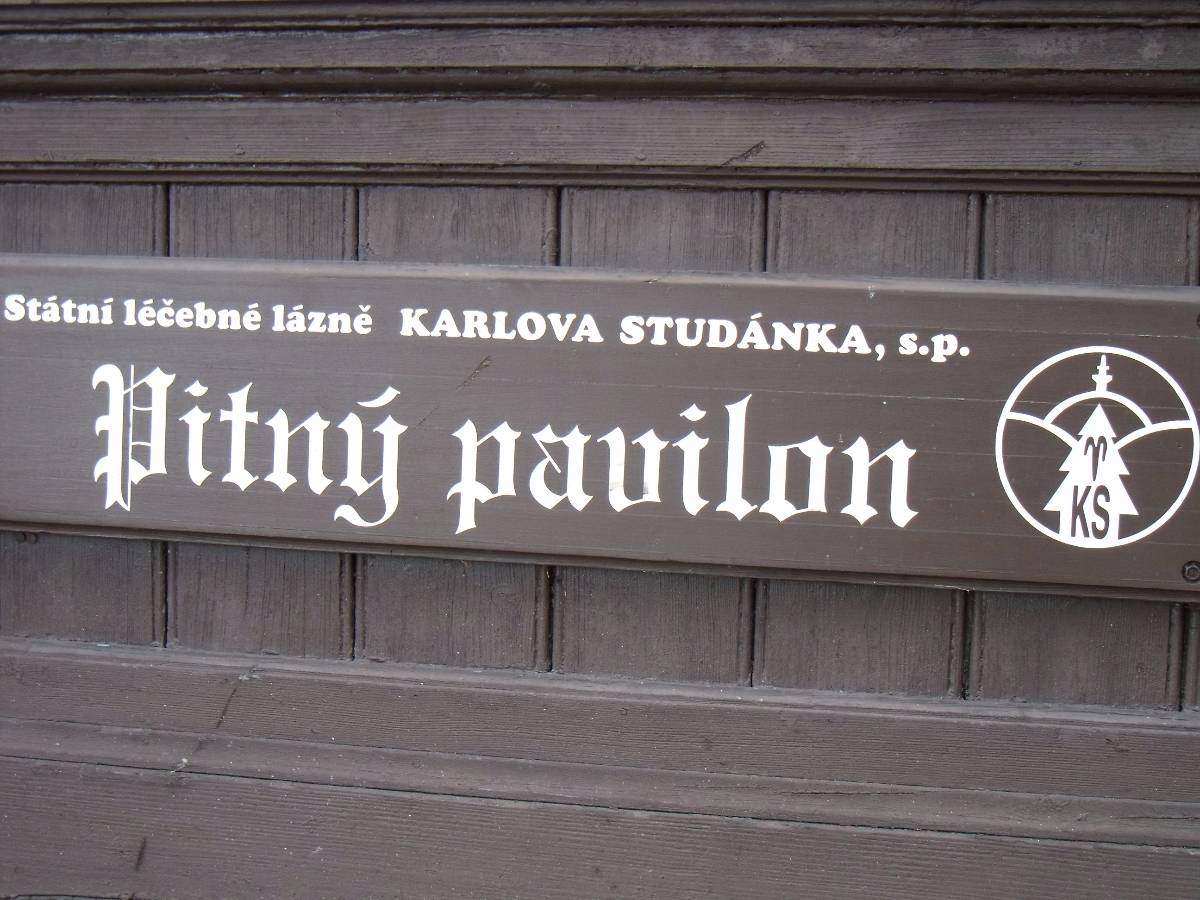 Státní léčebné lázně KARLOVA STUDÁNKA, s.p.
Pitný pavilon
KS